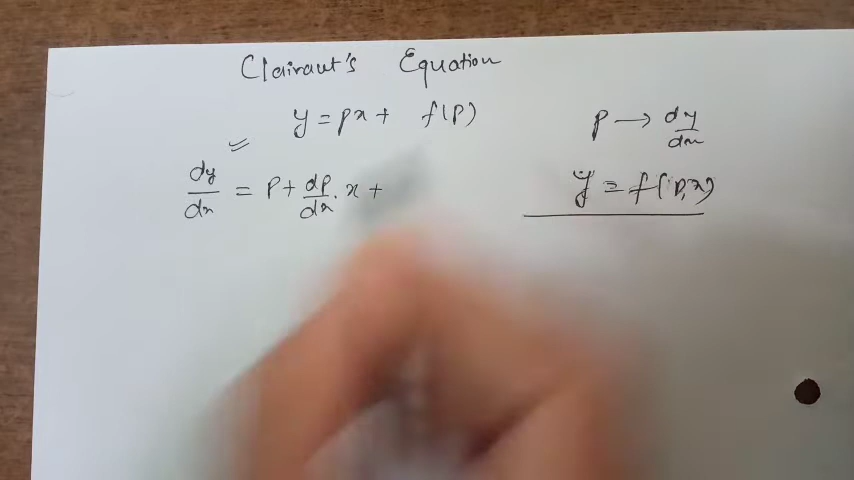 Clairaut's Equation
y = px + f(p)
p → dy/dx
dy/dx = p + dp/dx . x +
y = f(p,x)